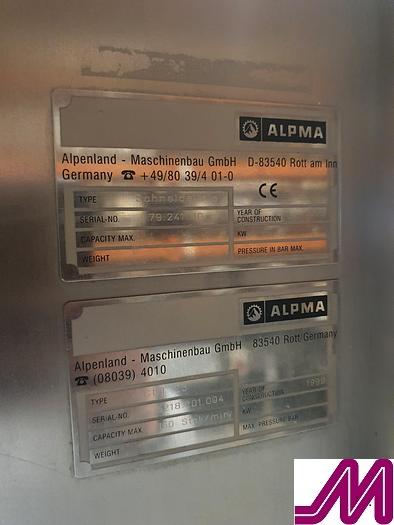 ALPMA
Alpenland - Maschinenbau GmbH D-83540 Rott am Inn
Germany ☎ +49/80 39/4 01-0
CE
TYPE
SERIAL-NO. YEAR OF CONSTRUCTION
CAPACITY MAX. KW
WEIGHT PRESSURE IN BAR MAX.
ALPMA
Alpenland - Maschinenbau GmbH 83540 Rott/Germany
☎ (08039) 4010
TYPE YEAR OF CONSTRUCTION
SERIAL-NO.
CAPACITY MAX. KW
WEIGHT MAX. PRESSURE BAR
M